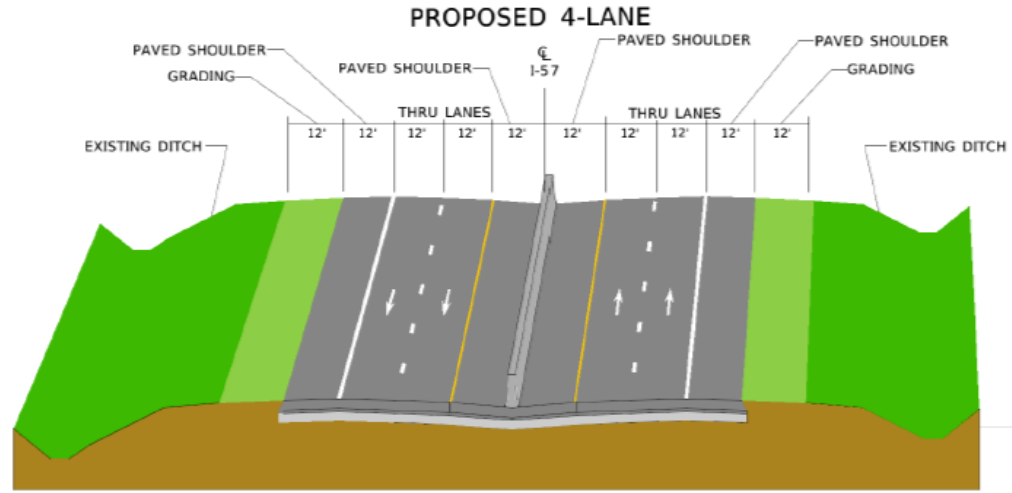 PROPOSED 4-LANE
PAVED SHOULDER
GRADING
PAVED SHOULDER
℄
I-57
PAVED SHOULDER
PAVED SHOULDER
GRADING
THRU LANES
THRU LANES
12' 12' 12' 12' 12' 12' 12' 12' 12' 12'
EXISTING DITCH
EXISTING DITCH